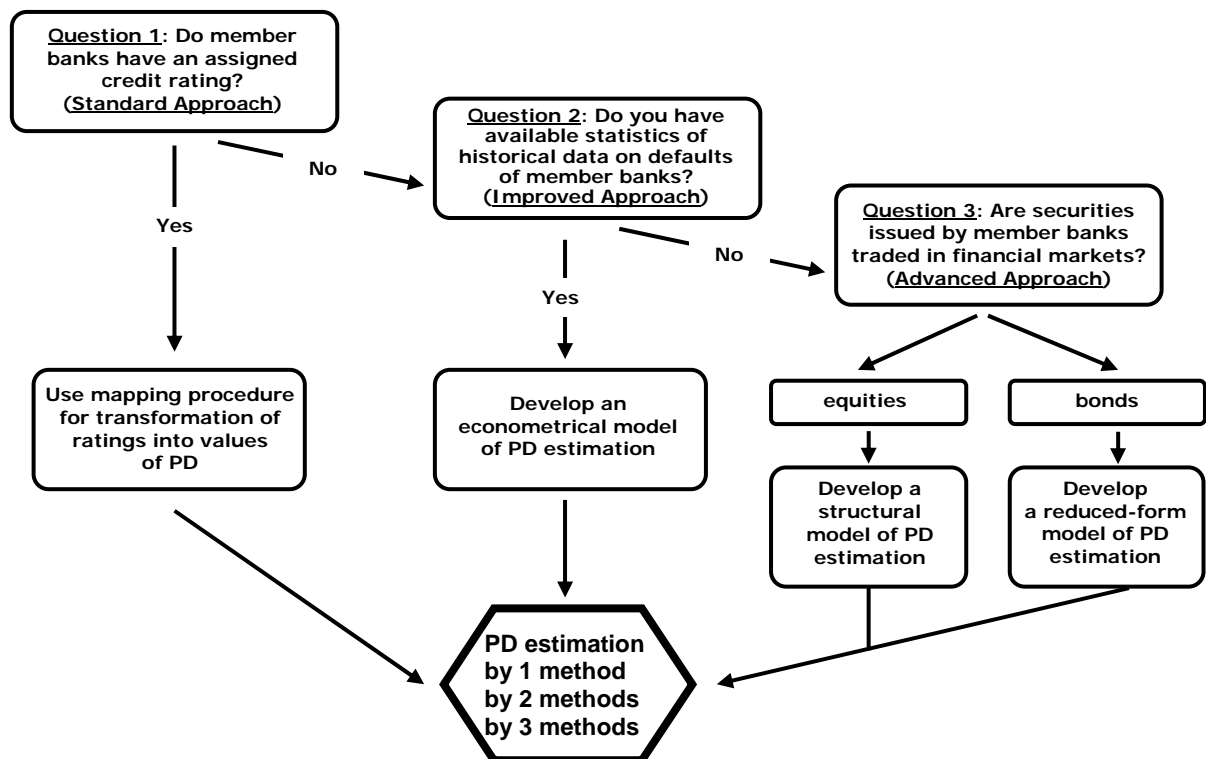 Question 1: Do member
banks have an assigned
credit rating?
(Standard Approach)
No
Yes
Question 2: Do you have
available statistics of
historical data on defaults
of member banks?
(Improved Approach)
No
Yes
Question 3: Are securities
issued by member banks
traded in financial markets?
(Advanced Approach)
Use mapping procedure
for transformation of
ratings into values
of PD
Develop an
econometrical model
of PD estimation
equities
bonds
Develop a
structural
model of PD
estimation
Develop
a reduced-form
model of PD
estimation
PD estimation
by 1 method
by 2 methods
by 3 methods